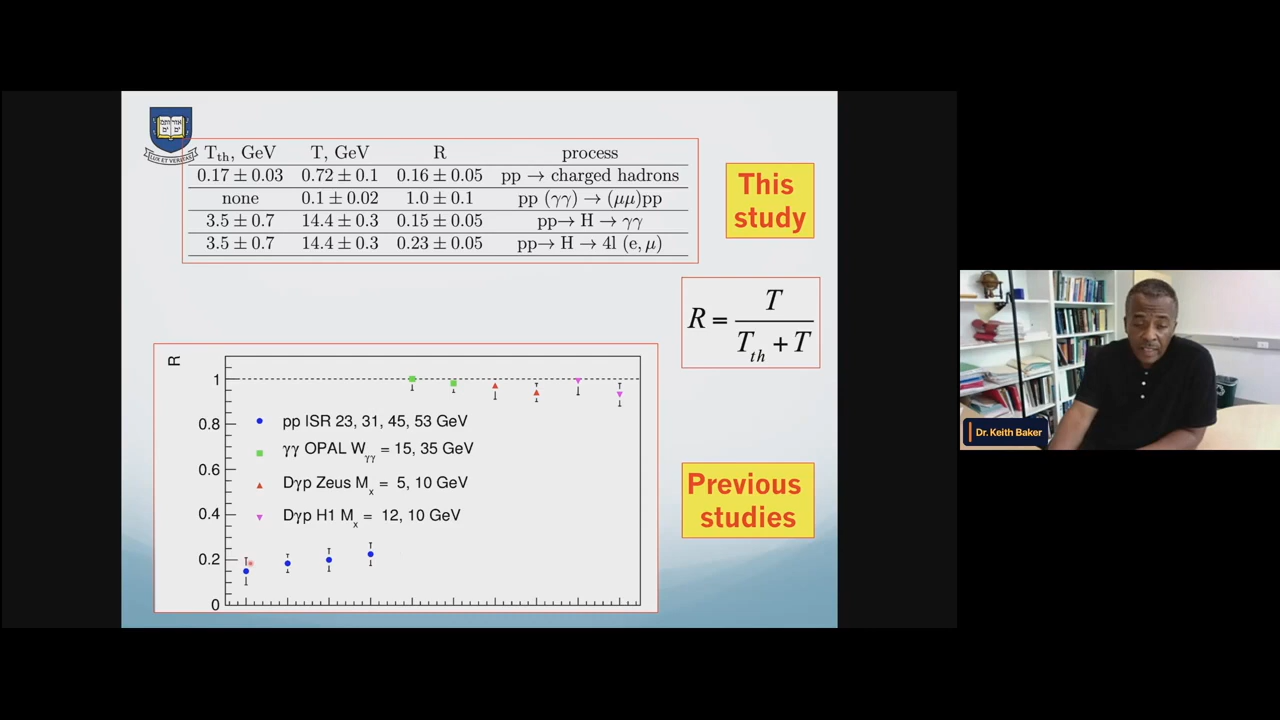 LUX ET VERITAS
T_th, GeV T, GeV R process
0.17 ± 0.03 0.72 ± 0.1 0.16 ± 0.05 pp → charged hadrons
none 0.1 ± 0.02 1.0 ± 0.1 pp (γγ) → (μμ)pp
3.5 ± 0.7 14.4 ± 0.3 0.15 ± 0.05 pp→ H → γγ
3.5 ± 0.7 14.4 ± 0.3 0.23 ± 0.05 pp→ H → 4l (e, μ)
This
study
R = T / (T_th + T)
R
1
0.8
0.6
0.4
0.2
0
pp ISR 23, 31, 45, 53 GeV
γγ OPAL W_γγ = 15, 35 GeV
Dγp Zeus M_x = 5, 10 GeV
Dγp H1 M_x = 12, 10 GeV
Previous
studies
Dr. Keith Baker